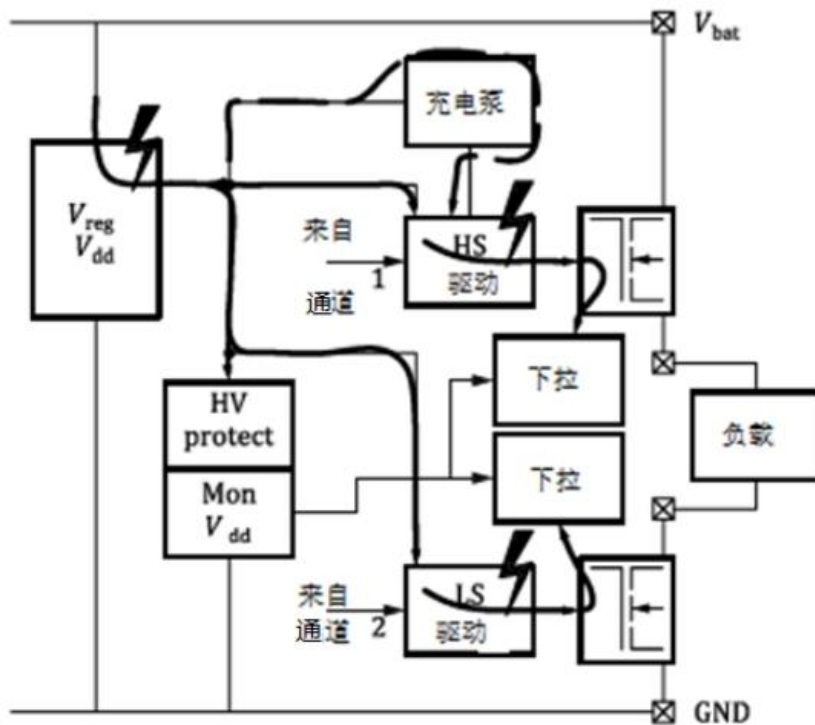 V_bat
充电泵
V_reg
V_dd
来自
通道 1
HS
驱动
下拉
HV
protect
负载
下拉
Mon
V_dd
来自
通道 2
LS
驱动
GND